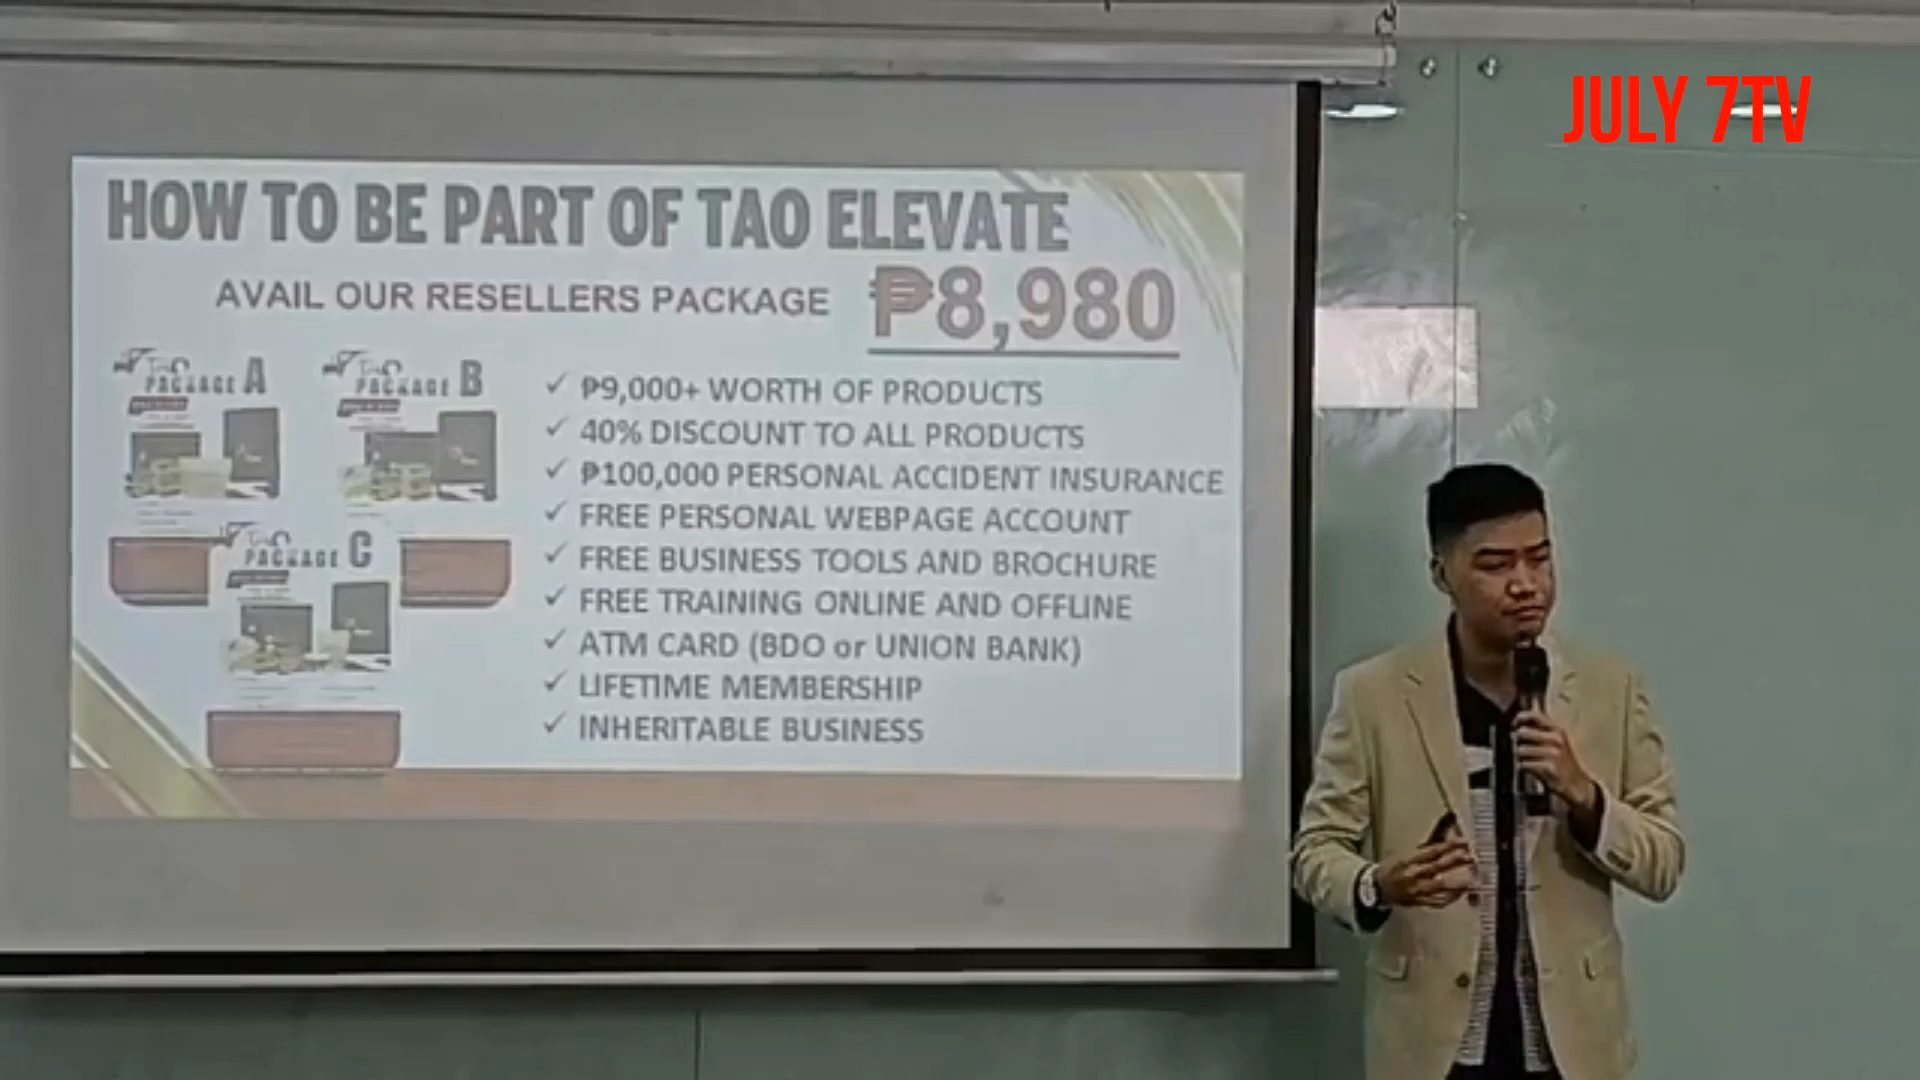 JULY 7TV
HOW TO BE PART OF TAO ELEVATE
AVAIL OUR RESELLERS PACKAGE ₱8,980
PACKAGE A
PACKAGE B
PACKAGE C
✓ ₱9,000+ WORTH OF PRODUCTS
✓ 40% DISCOUNT TO ALL PRODUCTS
✓ ₱100,000 PERSONAL ACCIDENT INSURANCE
✓ FREE PERSONAL WEBPAGE ACCOUNT
✓ FREE BUSINESS TOOLS AND BROCHURE
✓ FREE TRAINING ONLINE AND OFFLINE
✓ ATM CARD (BDO or UNION BANK)
✓ LIFETIME MEMBERSHIP
✓ INHERITABLE BUSINESS